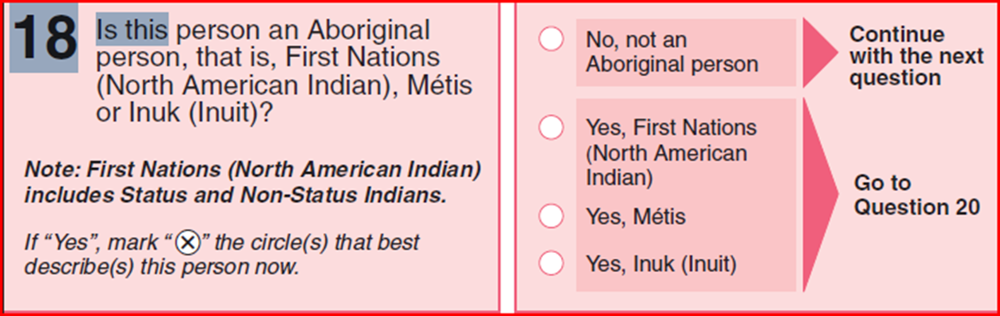 18 Is this person an Aboriginal
person, that is, First Nations
(North American Indian), Métis
or Inuk (Inuit)?
Note: First Nations (North American Indian)
includes Status and Non-Status Indians.
If “Yes”, mark “⊗” the circle(s) that best
describe(s) this person now.
No, not an
Aboriginal person
Continue
with the next
question
Yes, First Nations
(North American
Indian)
Yes, Métis
Yes, Inuk (Inuit)
Go to
Question 20